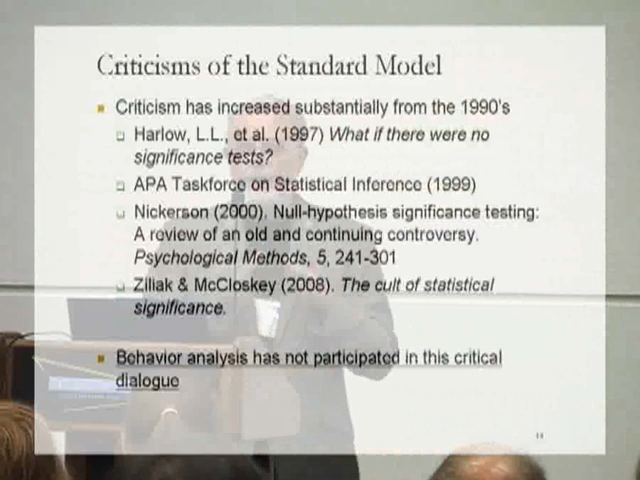 Criticisms of the Standard Model
Criticism has increased substantially from the 1990's
Harlow, L.L., et al. (1997) What if there were no
significance tests?
APA Taskforce on Statistical Inference (1999)
Nickerson (2000). Null-hypothesis significance testing:
A review of an old and continuing controversy.
Psychological Methods, 5, 241-301
Ziliak & McCloskey (2008). The cult of statistical
significance.
Behavior analysis has not participated in this critical
dialogue